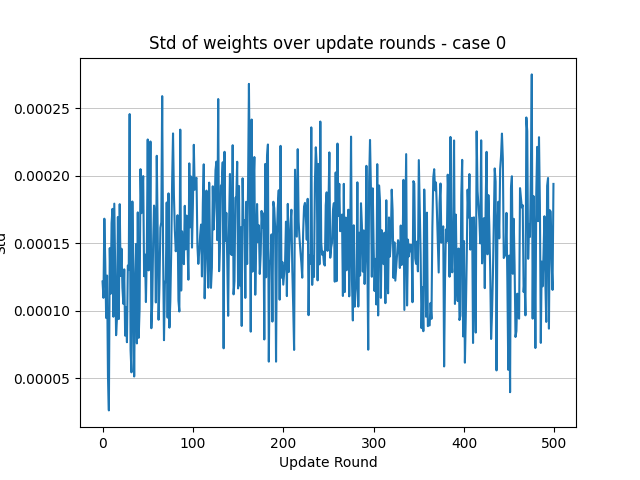 Std of weights over update rounds - case 0
0.00025
0.00020
0.00015
0.00010
0.00005
Std
0 100 200 300 400 500
Update Round